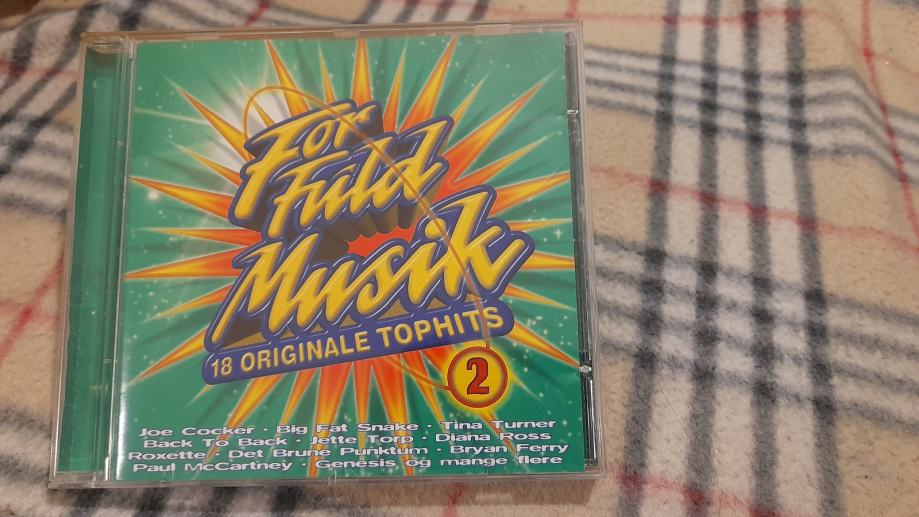 For
Fuld
Musik
18 ORIGINALE TOPHITS
2
Joe Cocker · Big Fat Snake · Tina Turner
Back To Back · Jette Torp · Diana Ross
Roxette · Det Brune Punktum · Bryan Ferry
Paul McCartney · Genesis og mange flere